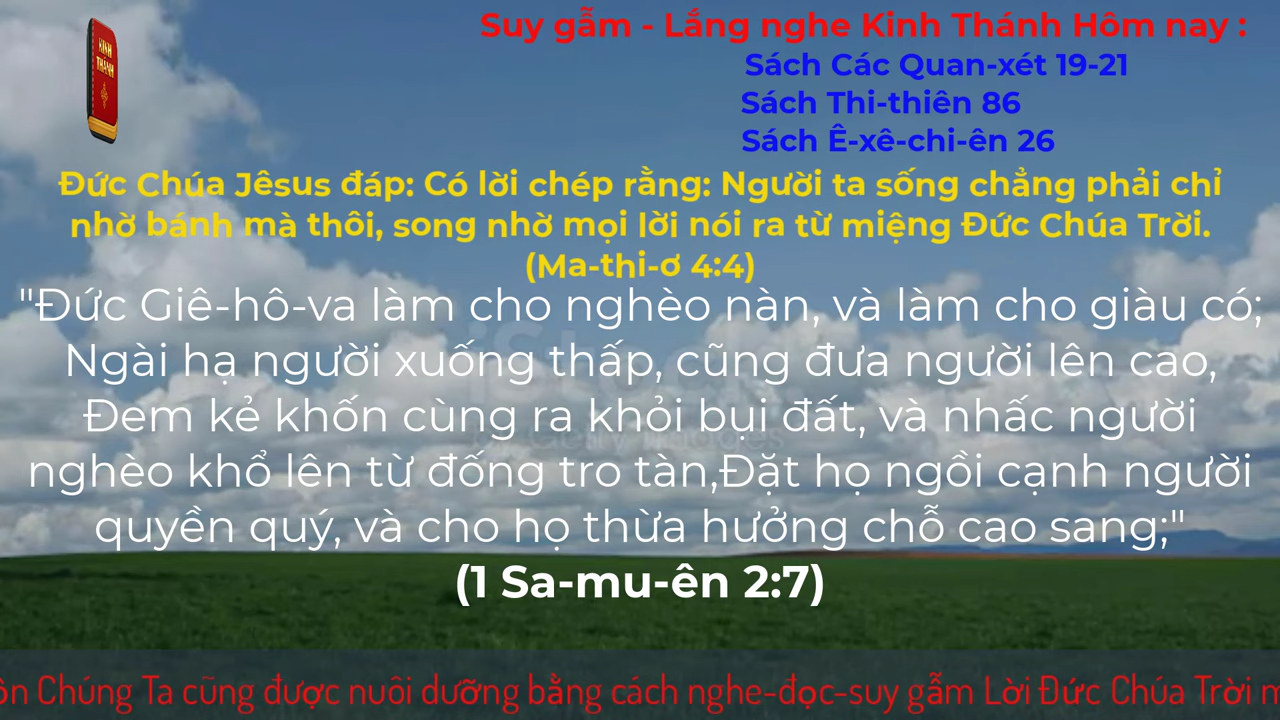 Suy gẫm - Lắng nghe Kinh Thánh Hôm nay :
Sách Các Quan-xét 19-21
Sách Thi-thiên 86
Sách Ê-xê-chi-ên 26
KINH
THÁNH
Đức Chúa Jêsus đáp: Có lời chép rằng: Người ta sống chẳng phải chỉ
nhờ bánh mà thôi, song nhờ mọi lời nói ra từ miệng Đức Chúa Trời.
(Ma-thi-ơ 4:4)
"Đức Giê-hô-va làm cho nghèo nàn, và làm cho giàu có;
Ngài hạ người xuống thấp, cũng đưa người lên cao,
Đem kẻ khốn cùng ra khỏi bụi đất, và nhấc người
nghèo khổ lên từ đống tro tàn,Đặt họ ngồi cạnh người
quyền quý, và cho họ thừa hưởng chỗ cao sang;"
(1 Sa-mu-ên 2:7)
Chúng Ta cũng được nuôi dưỡng bằng cách nghe-đọc-suy gẫm Lời Đức Chúa Trời